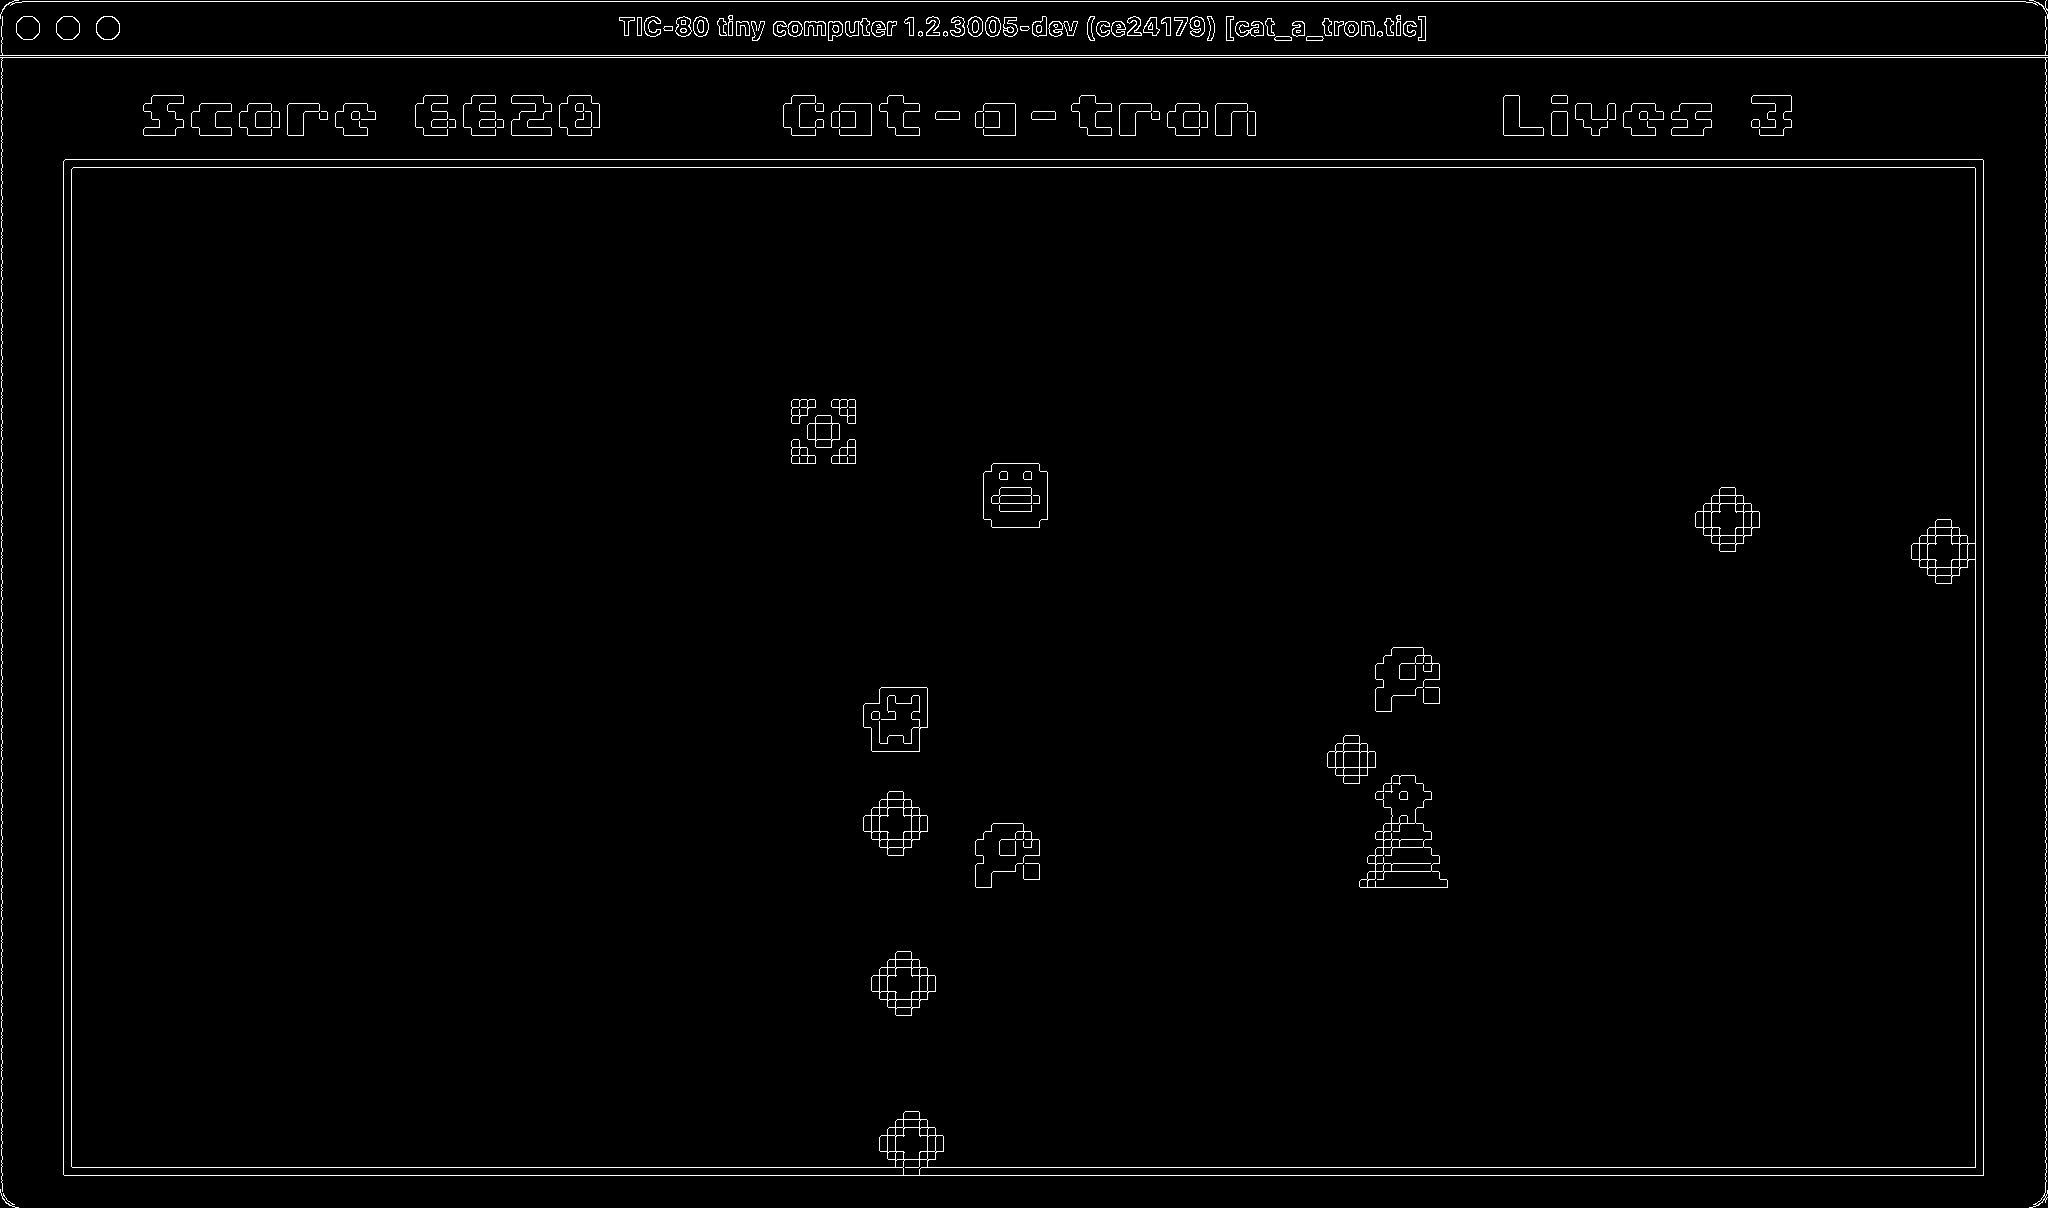 TIC-80 tiny computer 1.2.3005-dev (ce24179) [cat_a_tron.tic]
Score 6620 Cat-a-tron Lives 3